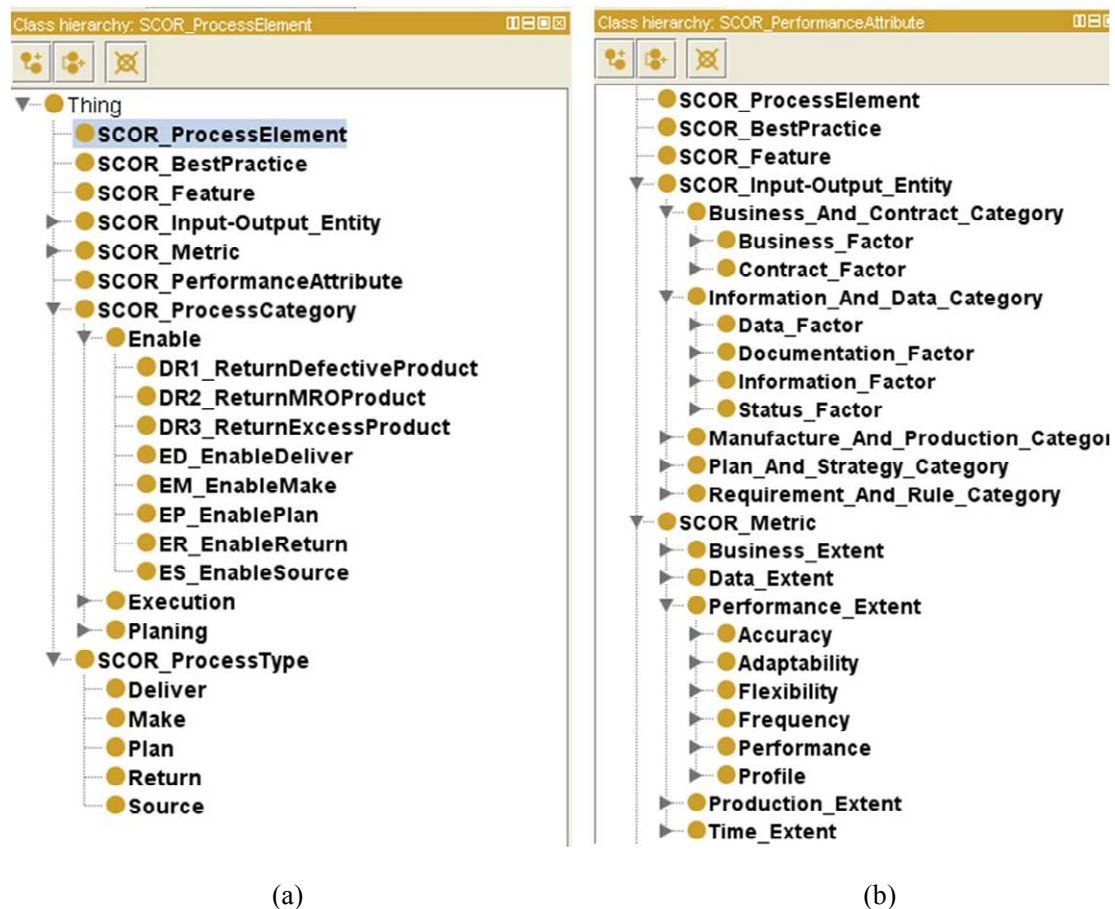 Class hierarchy: SCOR_ProcessElement
Thing
SCOR_ProcessElement
SCOR_BestPractice
SCOR_Feature
SCOR_Input-Output_Entity
SCOR_Metric
SCOR_PerformanceAttribute
SCOR_ProcessCategory
Enable
DR1_ReturnDefectiveProduct
DR2_ReturnMROProduct
DR3_ReturnExcessProduct
ED_EnableDeliver
EM_EnableMake
EP_EnablePlan
ER_EnableReturn
ES_EnableSource
Execution
Planing
SCOR_ProcessType
Deliver
Make
Plan
Return
Source
(a)
Class hierarchy: SCOR_PerformanceAttribute
SCOR_ProcessElement
SCOR_BestPractice
SCOR_Feature
SCOR_Input-Output_Entity
Business_And_Contract_Category
Business_Factor
Contract_Factor
Information_And_Data_Category
Data_Factor
Documentation_Factor
Information_Factor
Status_Factor
Manufacture_And_Production_Categor
Plan_And_Strategy_Category
Requirement_And_Rule_Category
SCOR_Metric
Business_Extent
Data_Extent
Performance_Extent
Accuracy
Adaptability
Flexibility
Frequency
Performance
Profile
Production_Extent
Time_Extent
(b)